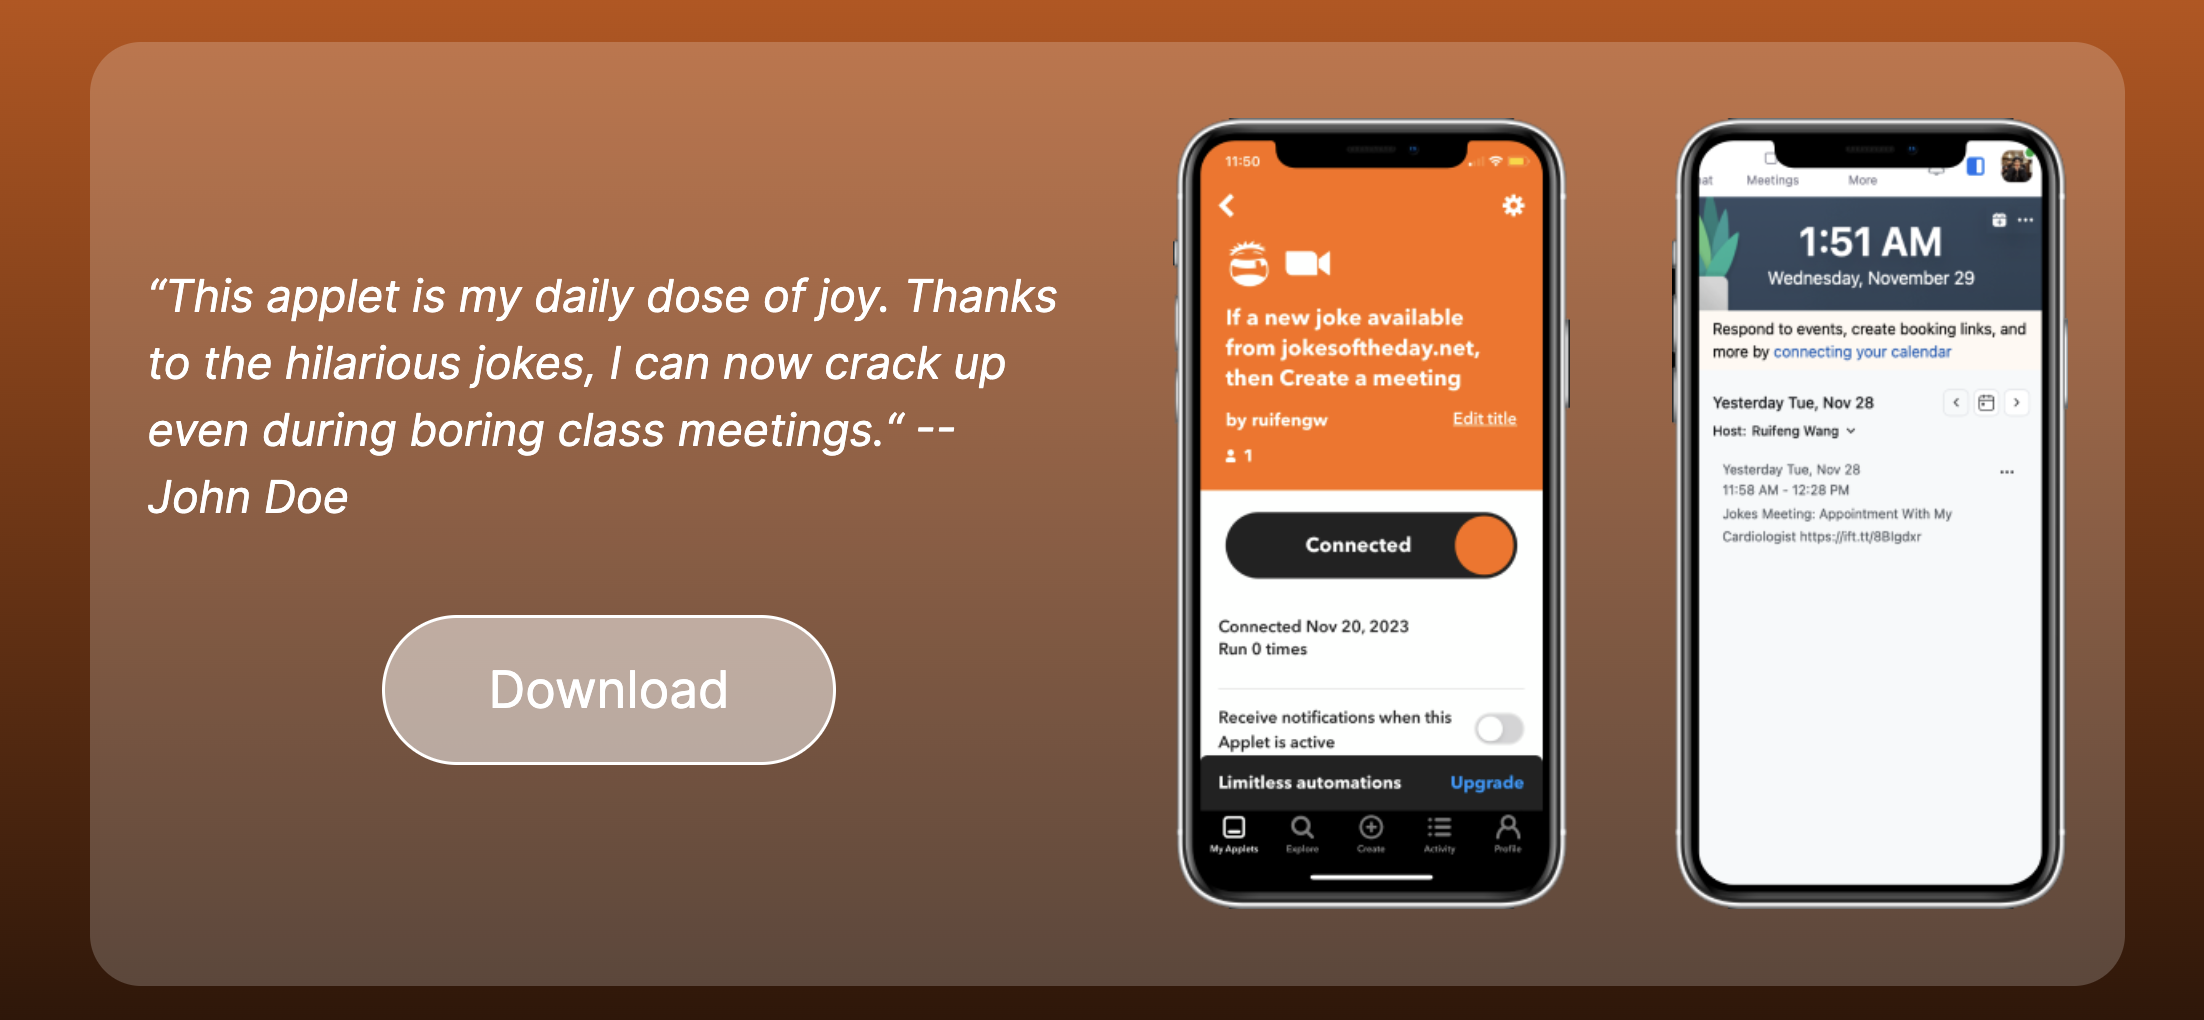 “This applet is my daily dose of joy. Thanks
to the hilarious jokes, I can now crack up
even during boring class meetings.“ --
John Doe
Download
11:50
If a new joke available
from jokesoftheday.net,
then Create a meeting
by ruifengw
Edit title
1
Connected
Connected Nov 20, 2023
Run 0 times
Receive notifications when this
Applet is active
Limitless automations
Upgrade
My Applets
Explore
Create
Activity
Profile
at
Meetings
More
1:51 AM
Wednesday, November 29
Respond to events, create booking links, and
more by connecting your calendar
Yesterday Tue, Nov 28
Host: Ruifeng Wang
Yesterday Tue, Nov 28
11:58 AM - 12:28 PM
Jokes Meeting: Appointment With My
Cardiologist